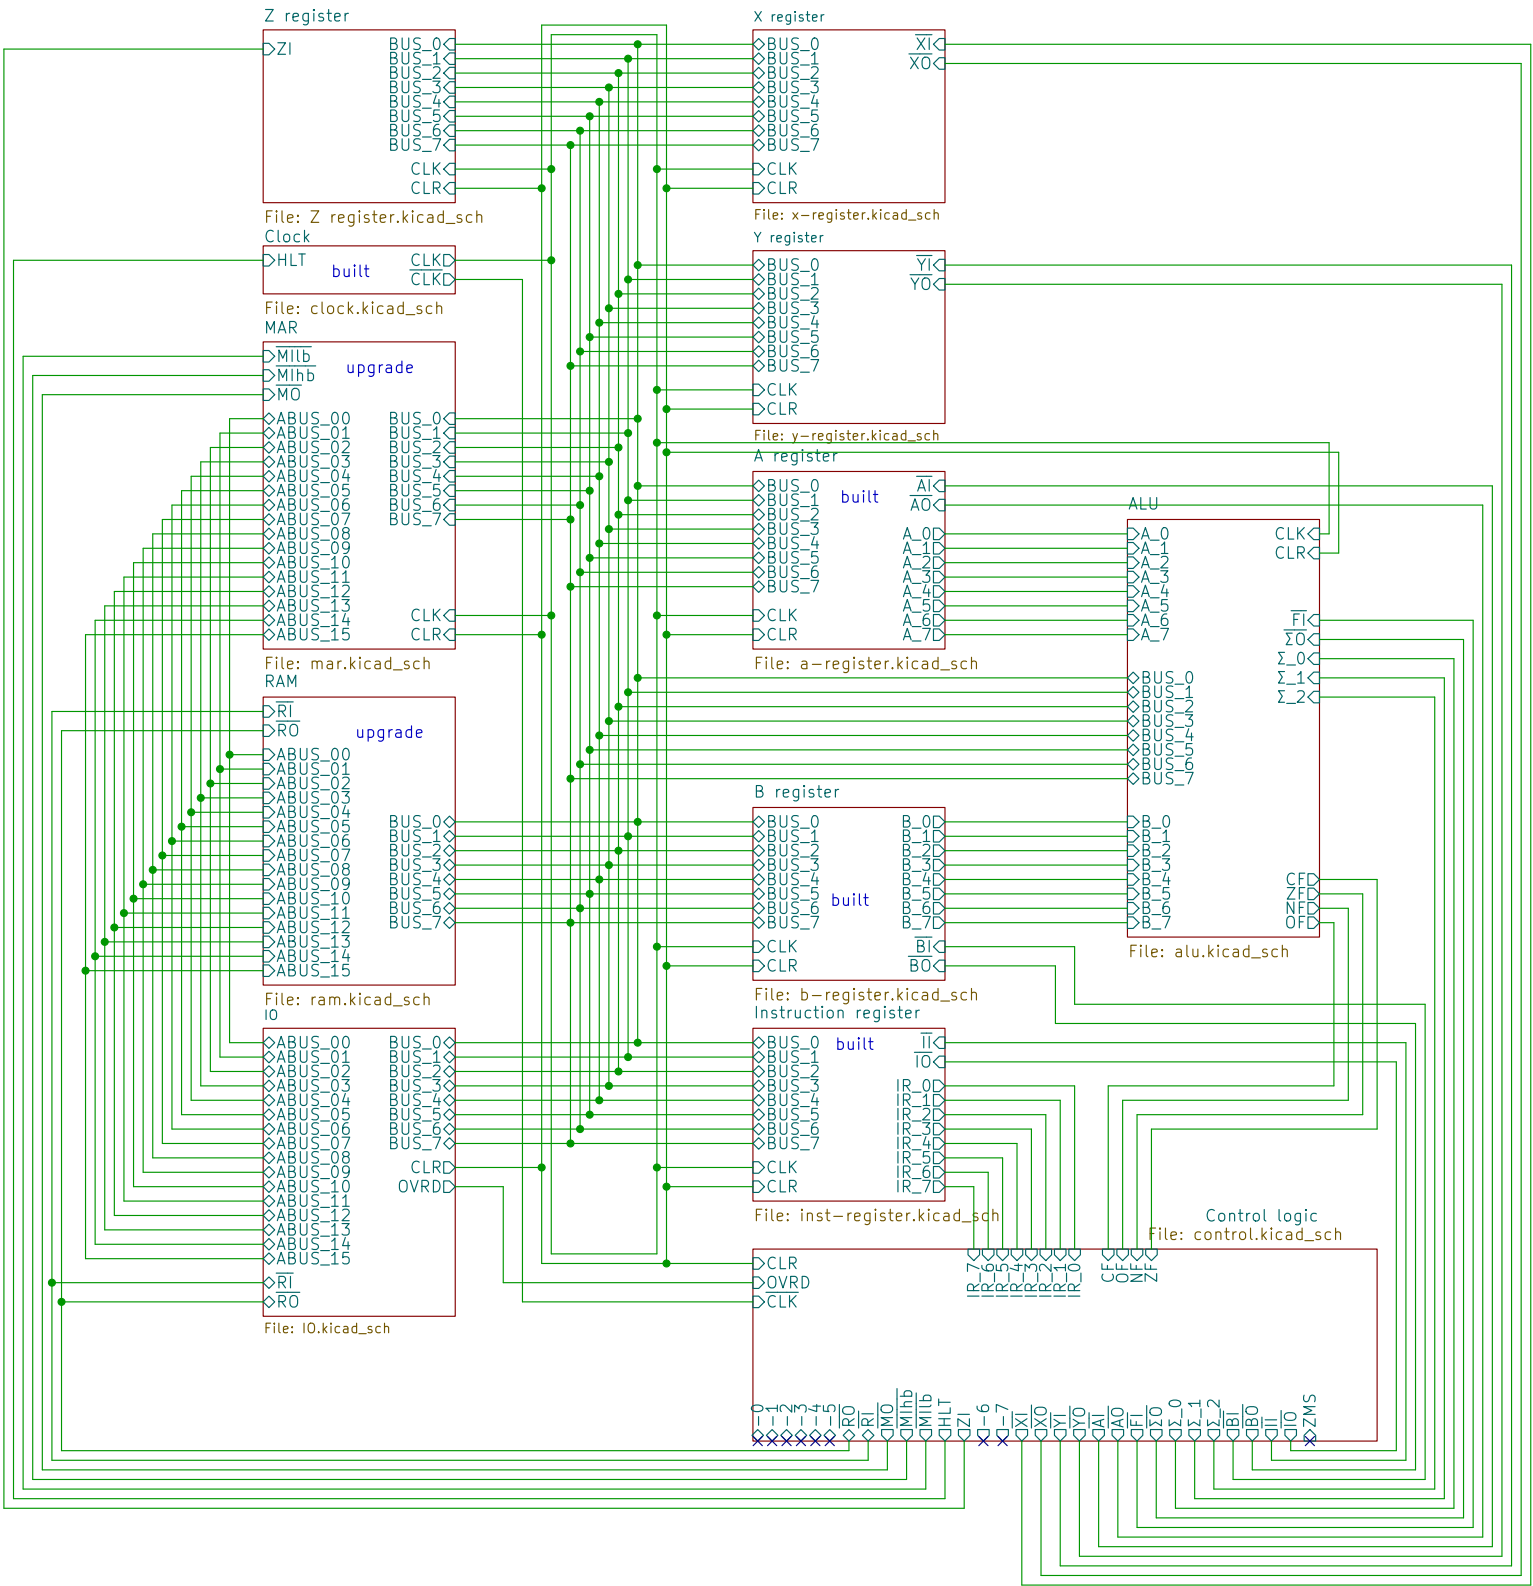 Z register
ZI
BUS_0
BUS_1
BUS_2
BUS_3
BUS_4
BUS_5
BUS_6
BUS_7
CLK
CLR
File: Z register.kicad_sch
X register
BUS_0
BUS_1
BUS_2
BUS_3
BUS_4
BUS_5
BUS_6
BUS_7
CLK
CLR
XI
XO
File: x-register.kicad_sch
Clock
HLT
built
CLK
CLK
File: clock.kicad_sch
Y register
BUS_0
BUS_1
BUS_2
BUS_3
BUS_4
BUS_5
BUS_6
BUS_7
CLK
CLR
YI
YO
File: y-register.kicad_sch
MAR
MIlb
MIhb
MO
upgrade
ABUS_00
ABUS_01
ABUS_02
ABUS_03
ABUS_04
ABUS_05
ABUS_06
ABUS_07
ABUS_08
ABUS_09
ABUS_10
ABUS_11
ABUS_12
ABUS_13
ABUS_14
ABUS_15
BUS_0
BUS_1
BUS_2
BUS_3
BUS_4
BUS_5
BUS_6
BUS_7
CLK
CLR
File: mar.kicad_sch
A register
built
BUS_0
BUS_1
BUS_2
BUS_3
BUS_4
BUS_5
BUS_6
BUS_7
CLK
CLR
AI
AO
A_0
A_1
A_2
A_3
A_4
A_5
A_6
A_7
File: a-register.kicad_sch
ALU
A_0
A_1
A_2
A_3
A_4
A_5
A_6
A_7
BUS_0
BUS_1
BUS_2
BUS_3
BUS_4
BUS_5
BUS_6
BUS_7
B_0
B_1
B_2
B_3
B_4
B_5
B_6
B_7
CLK
CLR
FI
ΣO
Σ_0
Σ_1
Σ_2
CF
ZF
NF
OF
File: alu.kicad_sch
RAM
RI
RO
upgrade
ABUS_00
ABUS_01
ABUS_02
ABUS_03
ABUS_04
ABUS_05
ABUS_06
ABUS_07
ABUS_08
ABUS_09
ABUS_10
ABUS_11
ABUS_12
ABUS_13
ABUS_14
ABUS_15
BUS_0
BUS_1
BUS_2
BUS_3
BUS_4
BUS_5
BUS_6
BUS_7
File: ram.kicad_sch
B register
BUS_0
BUS_1
BUS_2
BUS_3
BUS_4
BUS_5
BUS_6
BUS_7
built
CLK
CLR
B_0
B_1
B_2
B_3
B_4
B_5
B_6
B_7
BI
BO
File: b-register.kicad_sch
IO
ABUS_00
ABUS_01
ABUS_02
ABUS_03
ABUS_04
ABUS_05
ABUS_06
ABUS_07
ABUS_08
ABUS_09
ABUS_10
ABUS_11
ABUS_12
ABUS_13
ABUS_14
ABUS_15
RI
RO
BUS_0
BUS_1
BUS_2
BUS_3
BUS_4
BUS_5
BUS_6
BUS_7
CLR
OVRD
File: IO.kicad_sch
Instruction register
built
BUS_0
BUS_1
BUS_2
BUS_3
BUS_4
BUS_5
BUS_6
BUS_7
CLK
CLR
II
IO
IR_0
IR_1
IR_2
IR_3
IR_4
IR_5
IR_6
IR_7
File: inst-register.kicad_sch
Control logic
File: control.kicad_sch
CLR
OVRD
CLK
IR_7
IR_6
IR_5
IR_4
IR_3
IR_2
IR_1
IR_0
CF
OF
NF
ZF
-0
-1
-2
-3
-4
-5
RO
RI
MO
MIhb
MIlb
HLT
ZI
-6
-7
XI
XO
YI
YO
AI
AO
FI
ΣO
Σ_0
Σ_1
Σ_2
BI
BO
II
IO
ZMS